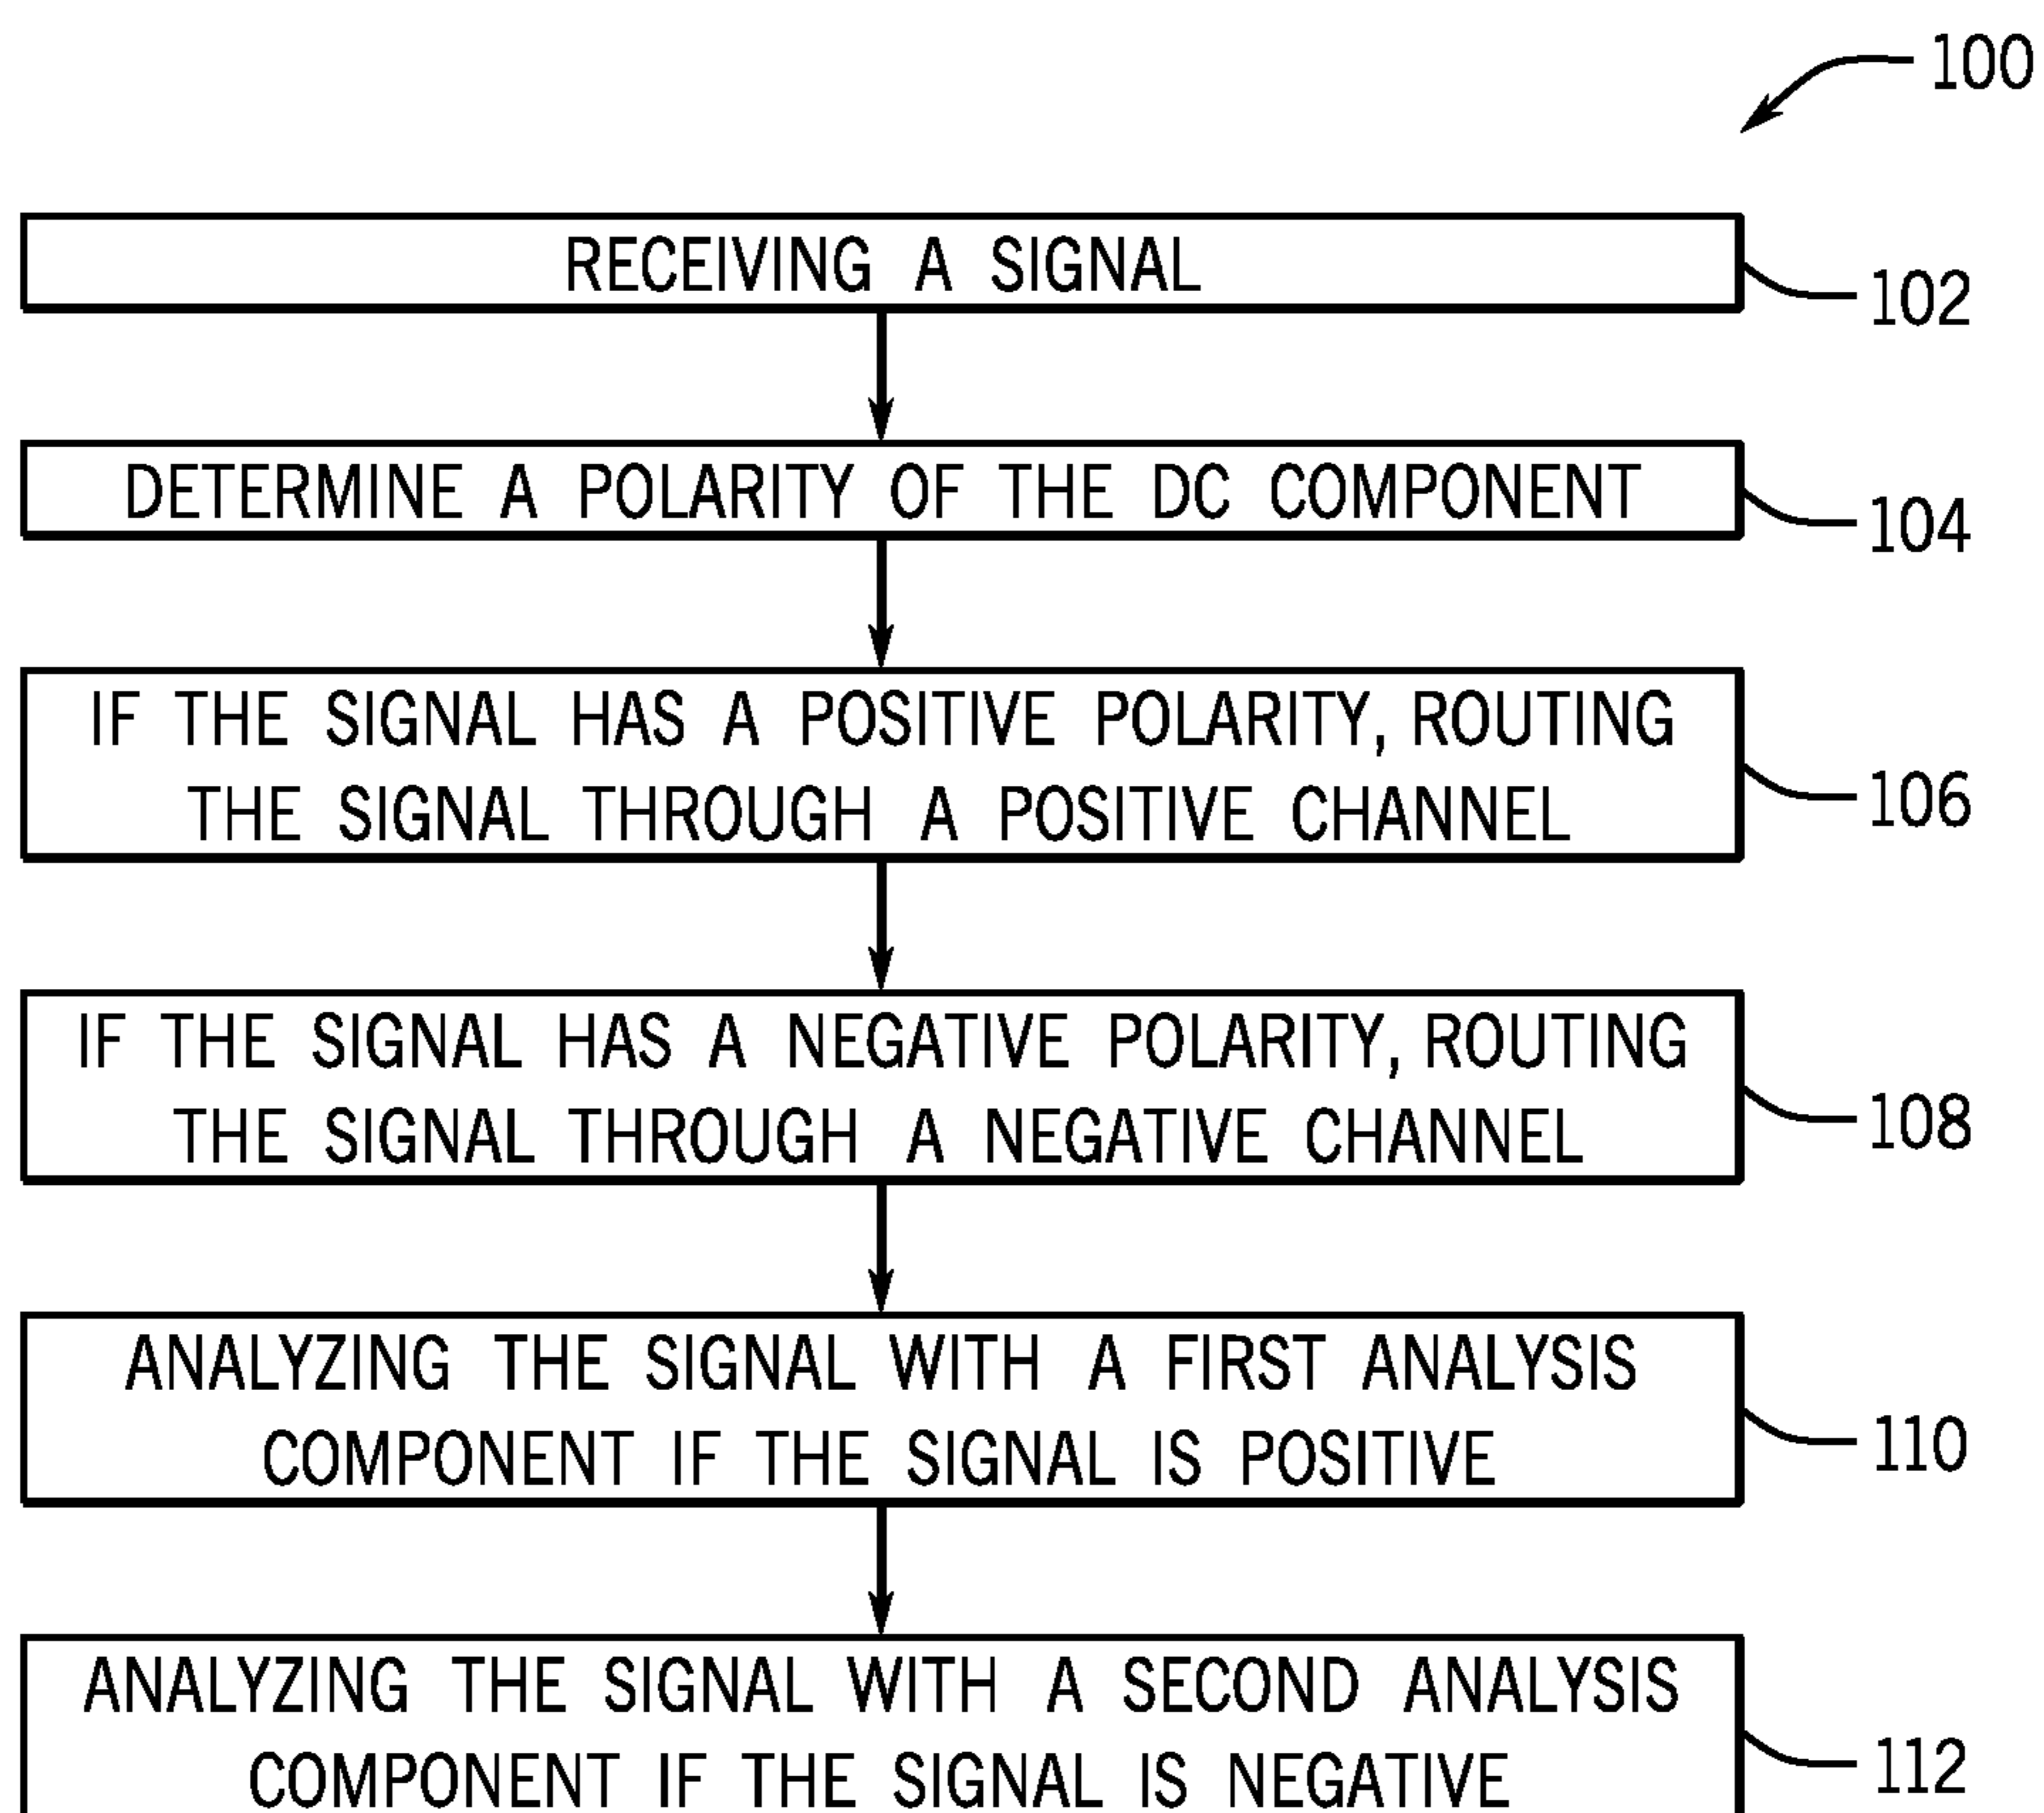 100
RECEIVING A SIGNAL
102
DETERMINE A POLARITY OF THE DC COMPONENT
104
IF THE SIGNAL HAS A POSITIVE POLARITY, ROUTING
THE SIGNAL THROUGH A POSITIVE CHANNEL
106
IF THE SIGNAL HAS A NEGATIVE POLARITY, ROUTING
THE SIGNAL THROUGH A NEGATIVE CHANNEL
108
ANALYZING THE SIGNAL WITH A FIRST ANALYSIS
COMPONENT IF THE SIGNAL IS POSITIVE
110
ANALYZING THE SIGNAL WITH A SECOND ANALYSIS
COMPONENT IF THE SIGNAL IS NEGATIVE
112